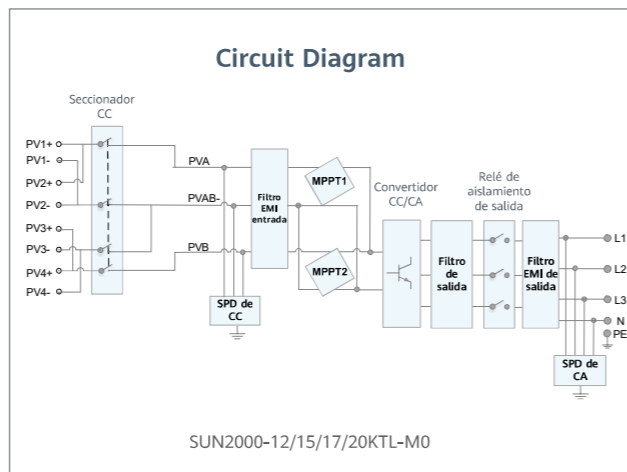 Circuit Diagram
Seccionador
CC
PV1+
PV1-
PV2+
PV2-
PV3+
PV3-
PV4+
PV4-
PVA
PVAB-
PVB
Filtro
EMI
entrada
SPD de
CC
MPPT1
MPPT2
Convertidor
CC/CA
Filtro
de
salida
Relé de
aislamiento
de salida
Filtro
EMI de
salida
L1
L2
L3
N
PE
SPD de
CA
SUN2000-12/15/17/20KTL-M0